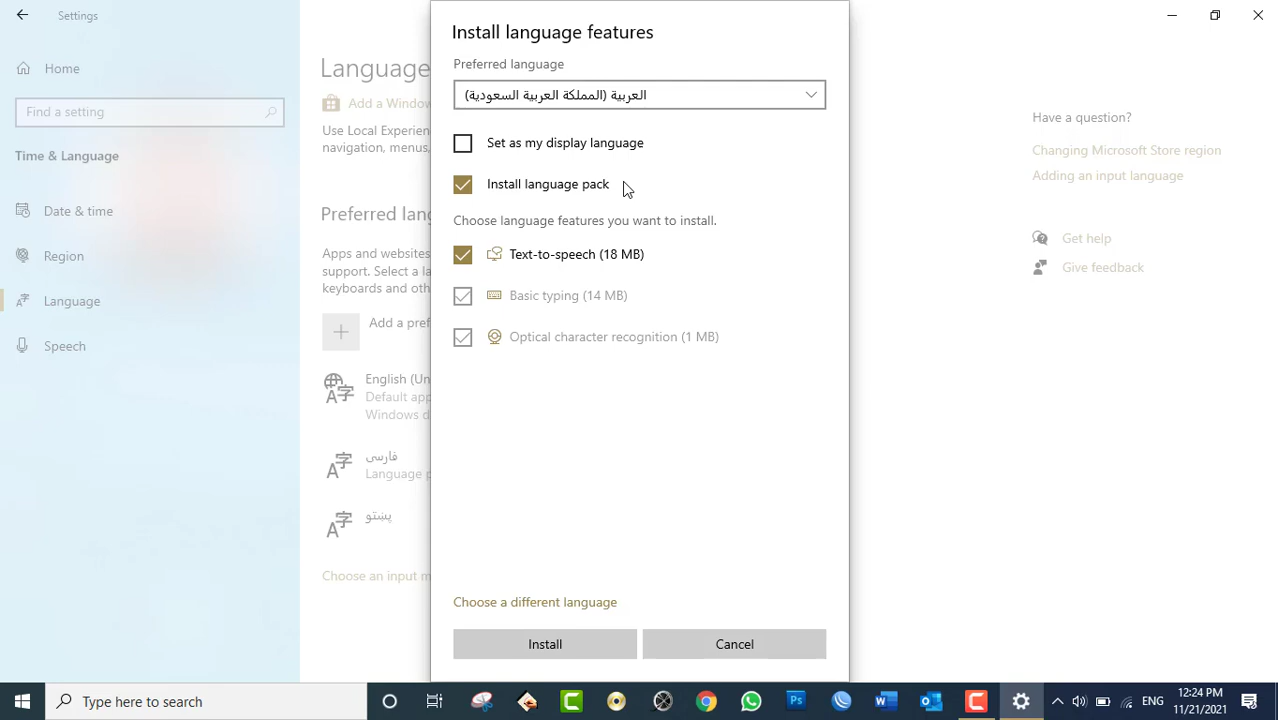 Settings
Home
Find a setting
Time & Language
Date & time
Region
Language
Speech
Language
Add a Windo
Use Local Experien
navigation, menus,
Preferred lang
Apps and websites
support. Select a la
keyboards and oth
Add a pref
English (Un
Default app
Windows d
فارسی
Language p
پښتو
Choose an input m
Install language features
Preferred language
العربية (المملكة العربية السعودية)
Set as my display language
Install language pack
Choose language features you want to install.
Text-to-speech (18 MB)
Basic typing (14 MB)
Optical character recognition (1 MB)
Choose a different language
Install
Cancel
Have a question?
Changing Microsoft Store region
Adding an input language
Get help
Give feedback
Type here to search
ENG
12:24 PM
11/21/2021